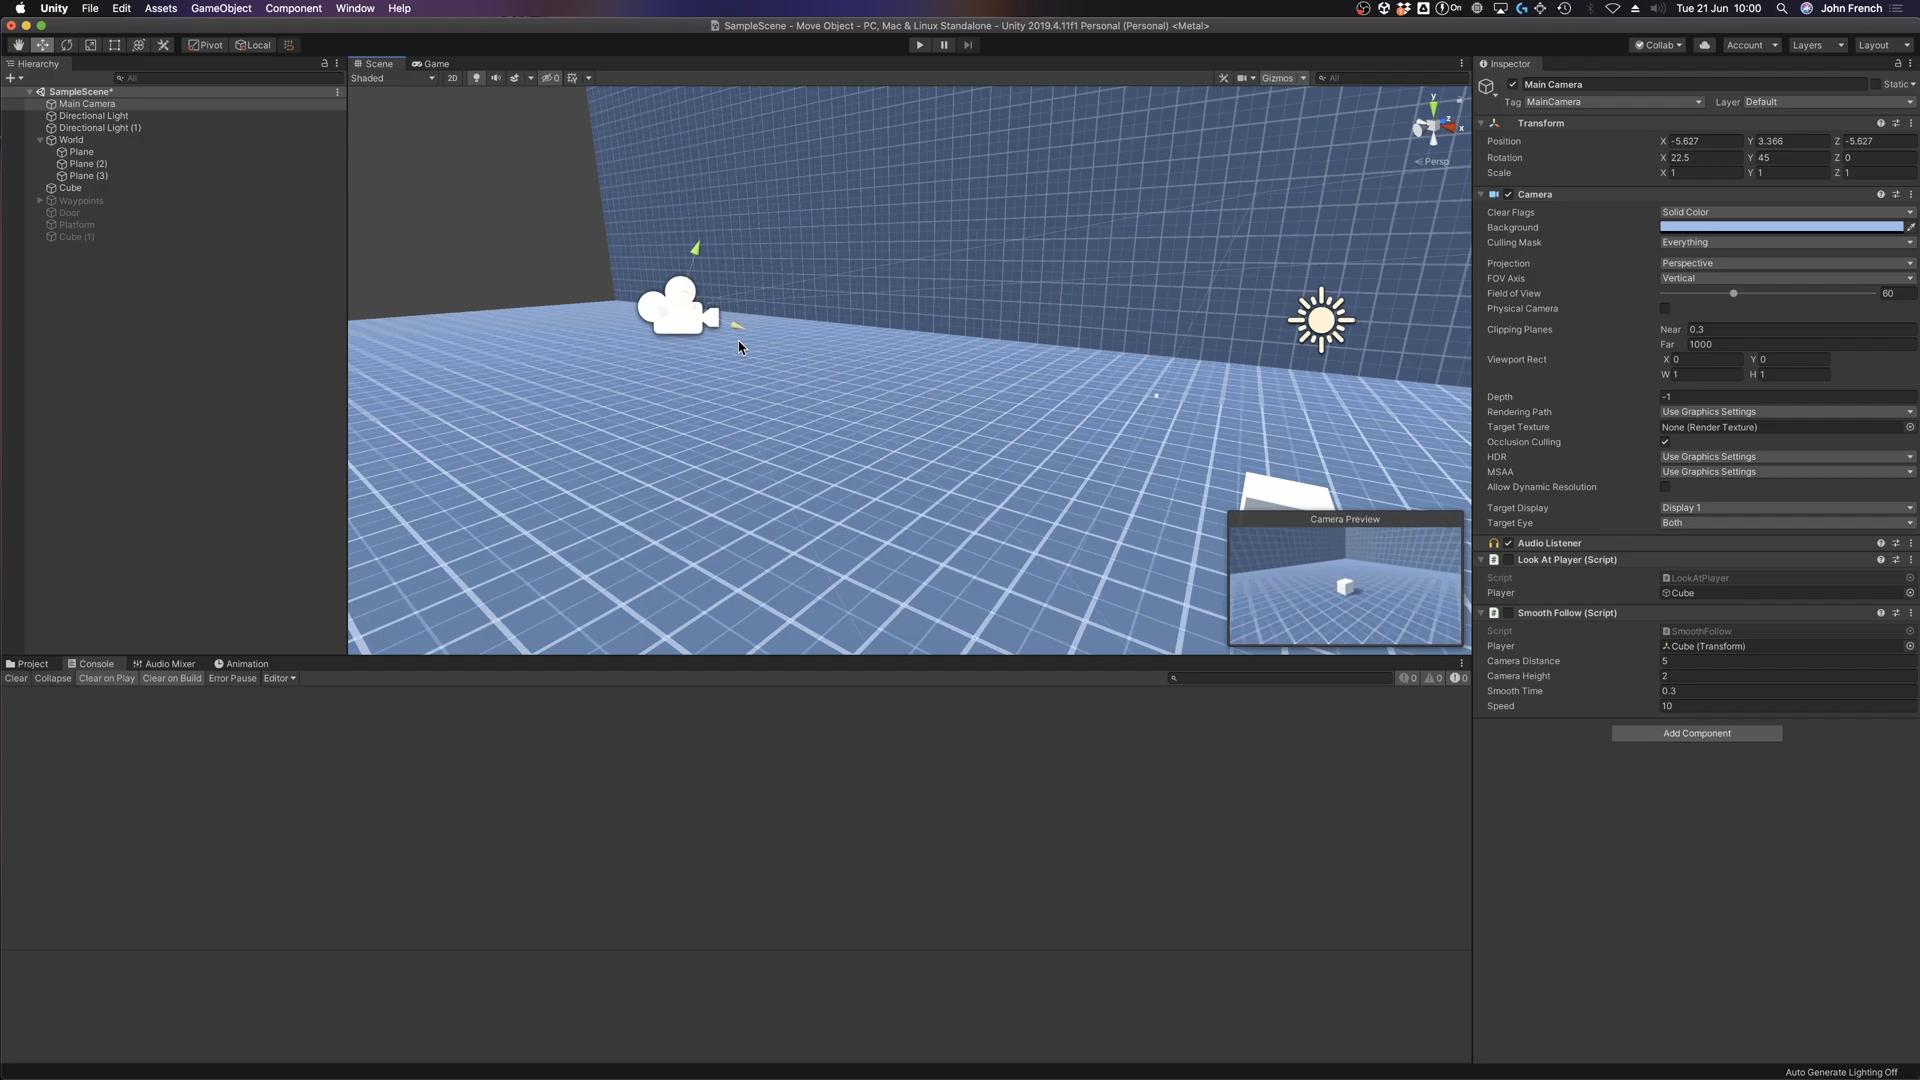 Unity File Edit Assets GameObject Component Window Help On Tue 21 Jun 10:00 John French
SampleScene - Move Object - PC, Mac & Linux Standalone - Unity 2019.4.11f1 Personal (Personal) <Metal>
Pivot Local Collab Account Layers Layout
Hierarchy
All
SampleScene*
Main Camera
Directional Light
Directional Light (1)
World
Plane
Plane (2)
Plane (3)
Cube
Waypoints
Door
Platform
Cube (1)
Scene Game
Shaded 2D 0 Gizmos All
y
z
x
Persp
Camera Preview
Project Console Audio Mixer Animation
Clear Collapse Clear on Play Clear on Build Error Pause Editor 0 0 0
Inspector
Main Camera Static
Tag MainCamera Layer Default
Transform
Position X -5.627 Y 3.366 Z -5.627
Rotation X 22.5 Y 45 Z 0
Scale X 1 Y 1 Z 1
Camera
Clear Flags Solid Color
Background
Culling Mask Everything
Projection Perspective
FOV Axis Vertical
Field of View 60
Physical Camera
Clipping Planes Near 0.3
Far 1000
Viewport Rect X 0 Y 0
W 1 H 1
Depth -1
Rendering Path Use Graphics Settings
Target Texture None (Render Texture)
Occlusion Culling
HDR Use Graphics Settings
MSAA Use Graphics Settings
Allow Dynamic Resolution
Target Display Display 1
Target Eye Both
Audio Listener
Look At Player (Script)
Script LookAtPlayer
Player Cube
Smooth Follow (Script)
Script SmoothFollow
Player Cube (Transform)
Camera Distance 5
Camera Height 2
Smooth Time 0.3
Speed 10
Add Component
Auto Generate Lighting Off